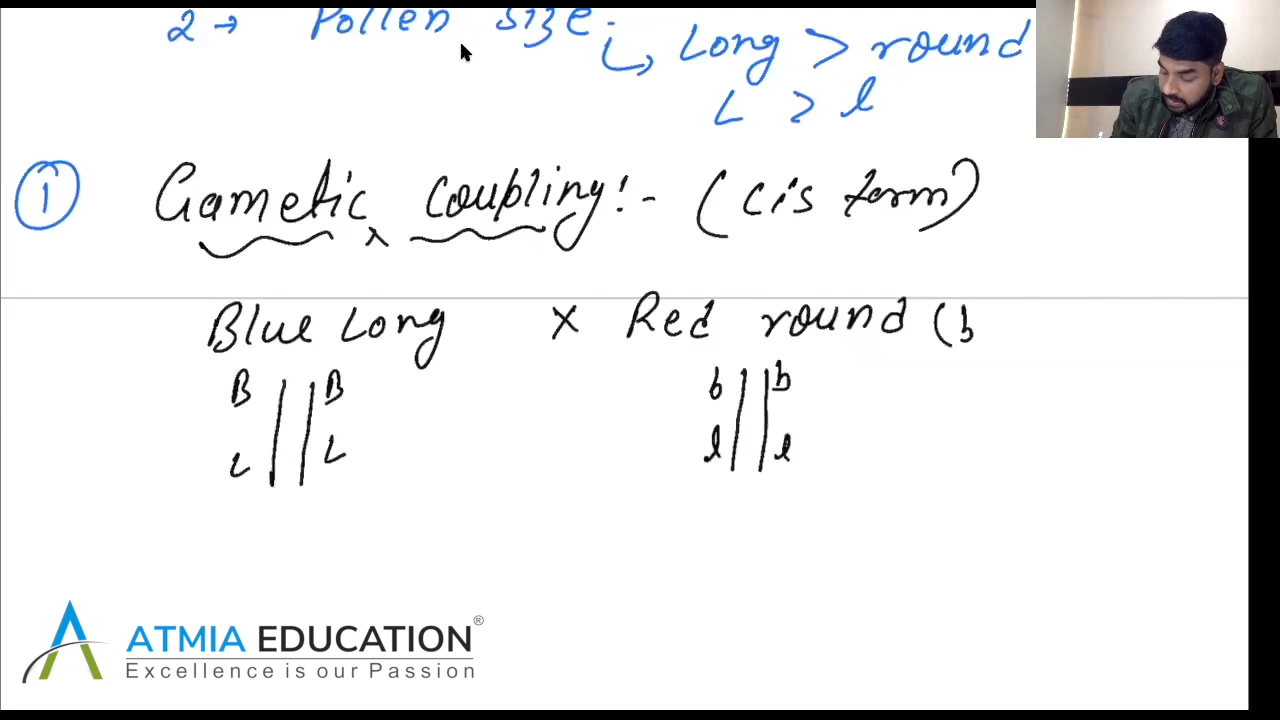 2 → Pollen size
↳ Long > round
L > l
① Gametic coupling! - (cis form)
Blue Long × Red round (b
B B b b
L L l l
ATMIA EDUCATION®
Excellence is our Passion